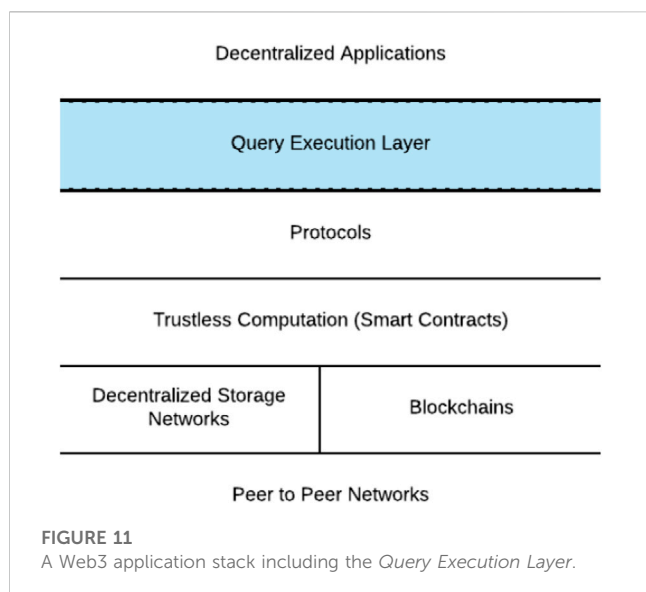 Decentralized Applications
Query Execution Layer
Protocols
Trustless Computation (Smart Contracts)
Decentralized Storage
Networks
Blockchains
Peer to Peer Networks
FIGURE 11
A Web3 application stack including the Query Execution Layer.